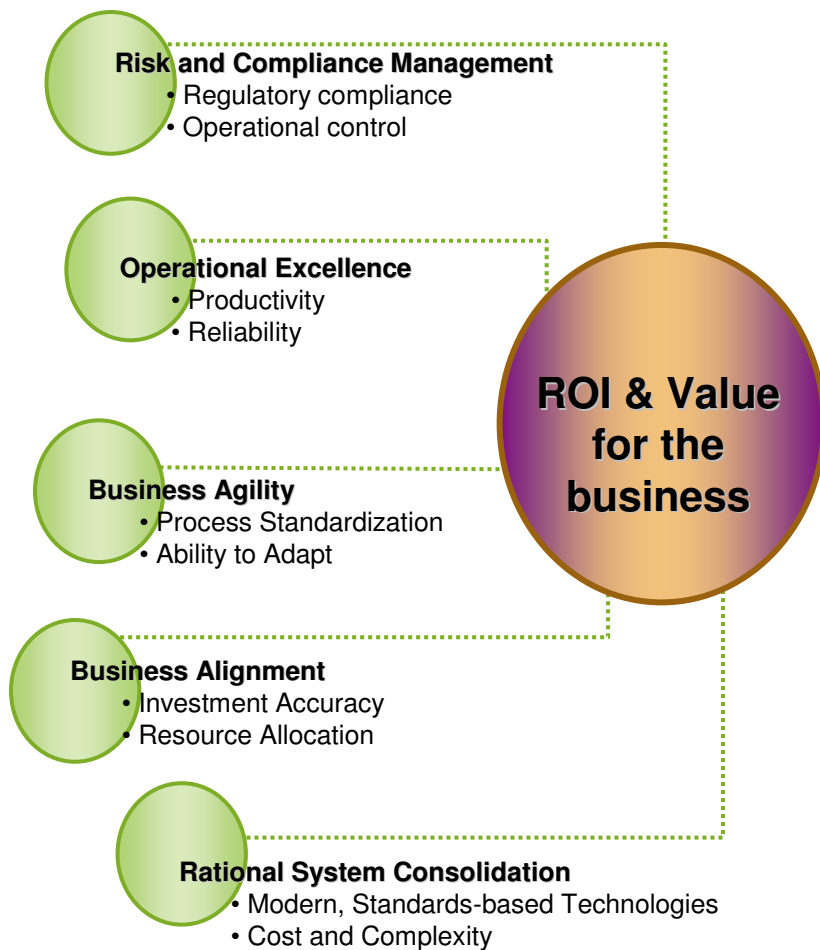 Risk and Compliance Management
• Regulatory compliance
• Operational control
Operational Excellence
• Productivity
• Reliability
ROI & Value
for the
business
Business Agility
• Process Standardization
• Ability to Adapt
Business Alignment
• Investment Accuracy
• Resource Allocation
Rational System Consolidation
• Modern, Standards-based Technologies
• Cost and Complexity